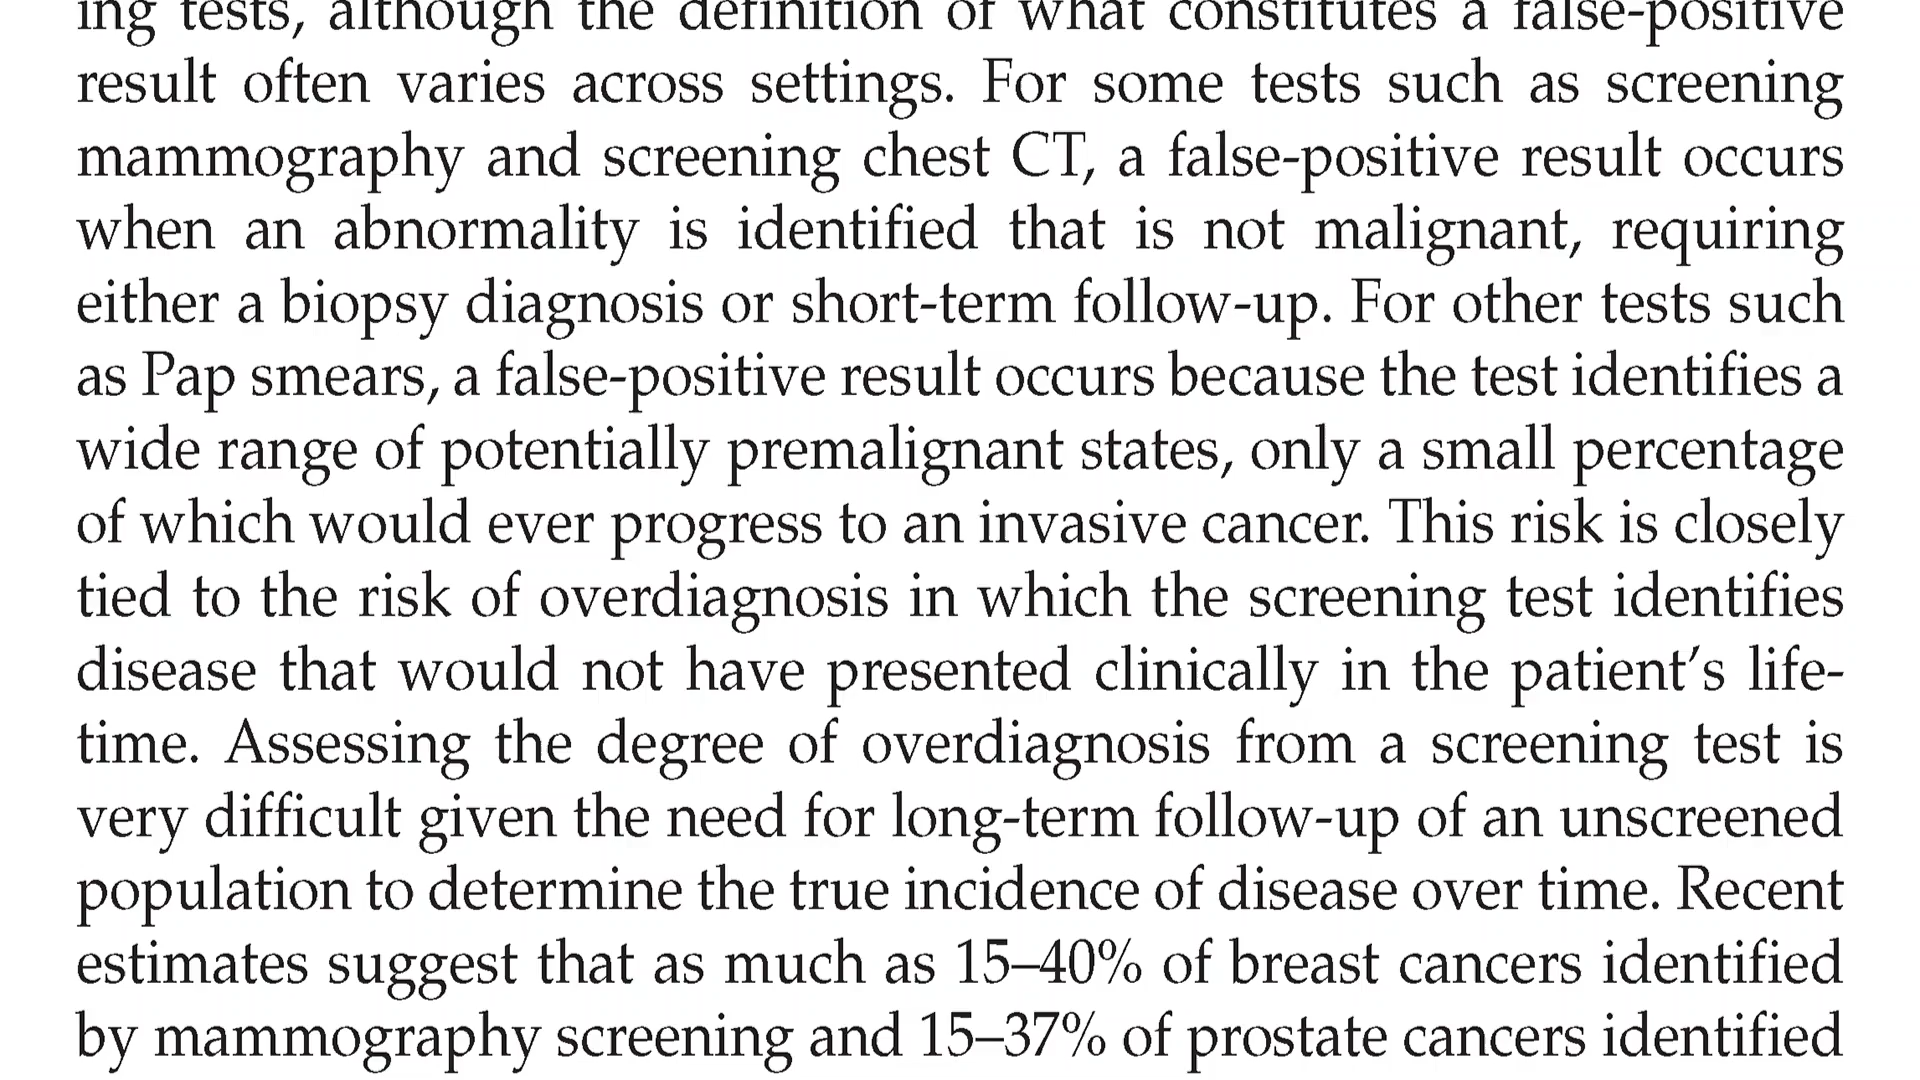 ing tests, although the definition of what constitutes a false-positive
result often varies across settings. For some tests such as screening
mammography and screening chest CT, a false-positive result occurs
when an abnormality is identified that is not malignant, requiring
either a biopsy diagnosis or short-term follow-up. For other tests such
as Pap smears, a false-positive result occurs because the test identifies a
wide range of potentially premalignant states, only a small percentage
of which would ever progress to an invasive cancer. This risk is closely
tied to the risk of overdiagnosis in which the screening test identifies
disease that would not have presented clinically in the patient’s life-
time. Assessing the degree of overdiagnosis from a screening test is
very difficult given the need for long-term follow-up of an unscreened
population to determine the true incidence of disease over time. Recent
estimates suggest that as much as 15–40% of breast cancers identified
by mammography screening and 15–37% of prostate cancers identified